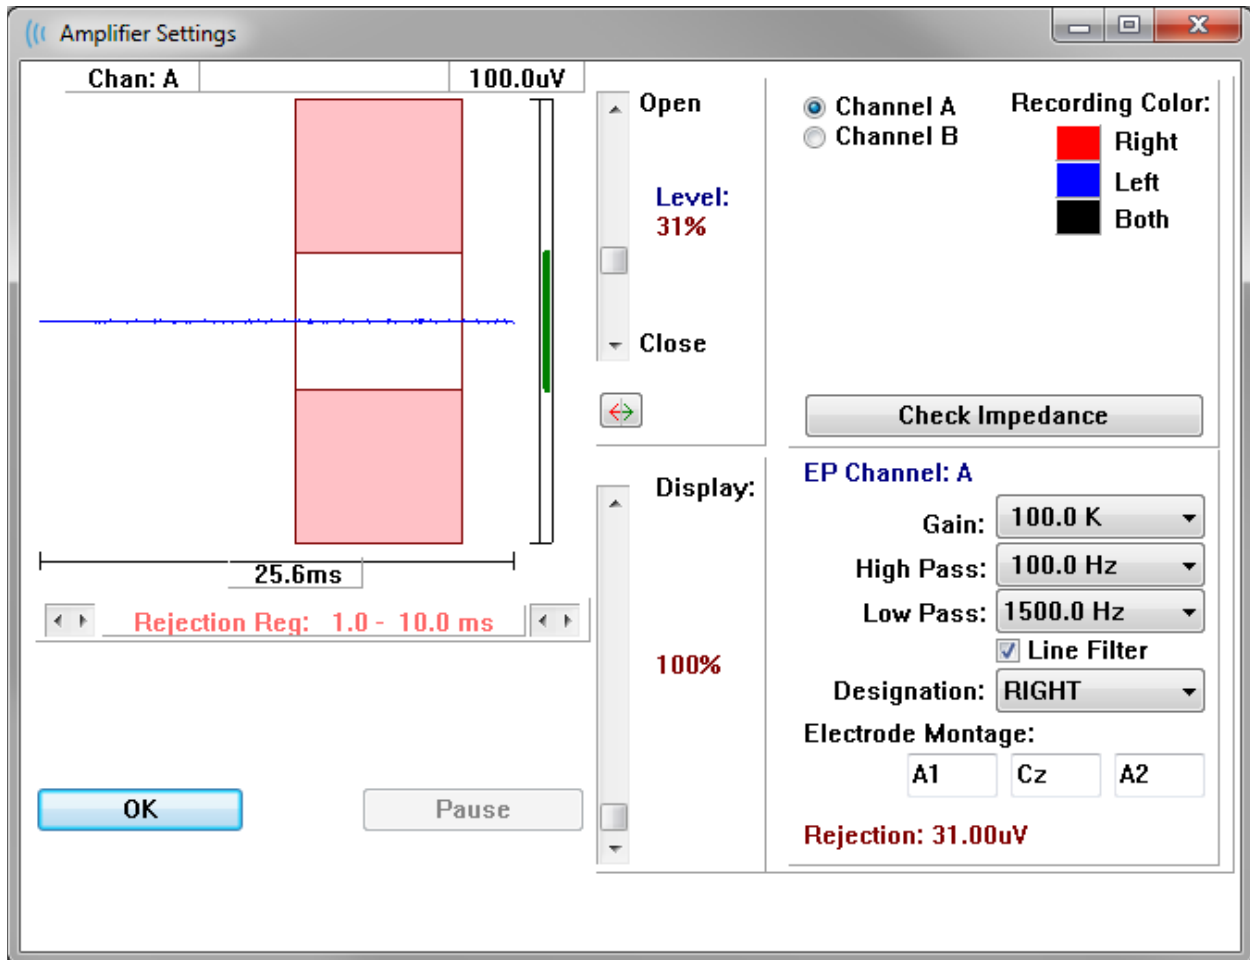 Amplifier Settings
Chan: A
100.0uV
Open
Level:
31%
Close
25.6ms
Rejection Reg: 1.0 - 10.0 ms
OK
Pause
Display:
100%
Channel A
Channel B
Recording Color:
Right
Left
Both
Check Impedance
EP Channel: A
Gain: 100.0 K
High Pass: 100.0 Hz
Low Pass: 1500.0 Hz
Line Filter
Designation: RIGHT
Electrode Montage:
A1 Cz A2
Rejection: 31.00uV